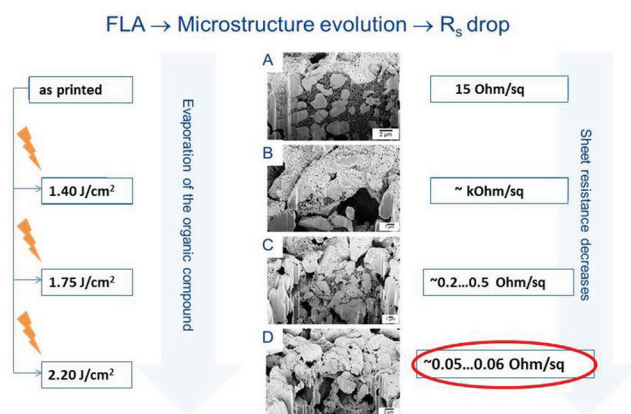 FLA → Microstructure evolution → Rs drop
A
as printed
15 Ohm/sq
2 µm
B
1.40 J/cm²
~ kOhm/sq
C
1.75 J/cm²
~0.2...0.5 Ohm/sq
D
2.20 J/cm²
~0.05...0.06 Ohm/sq
Evaporation of the organic compound
Sheet resistance decreases